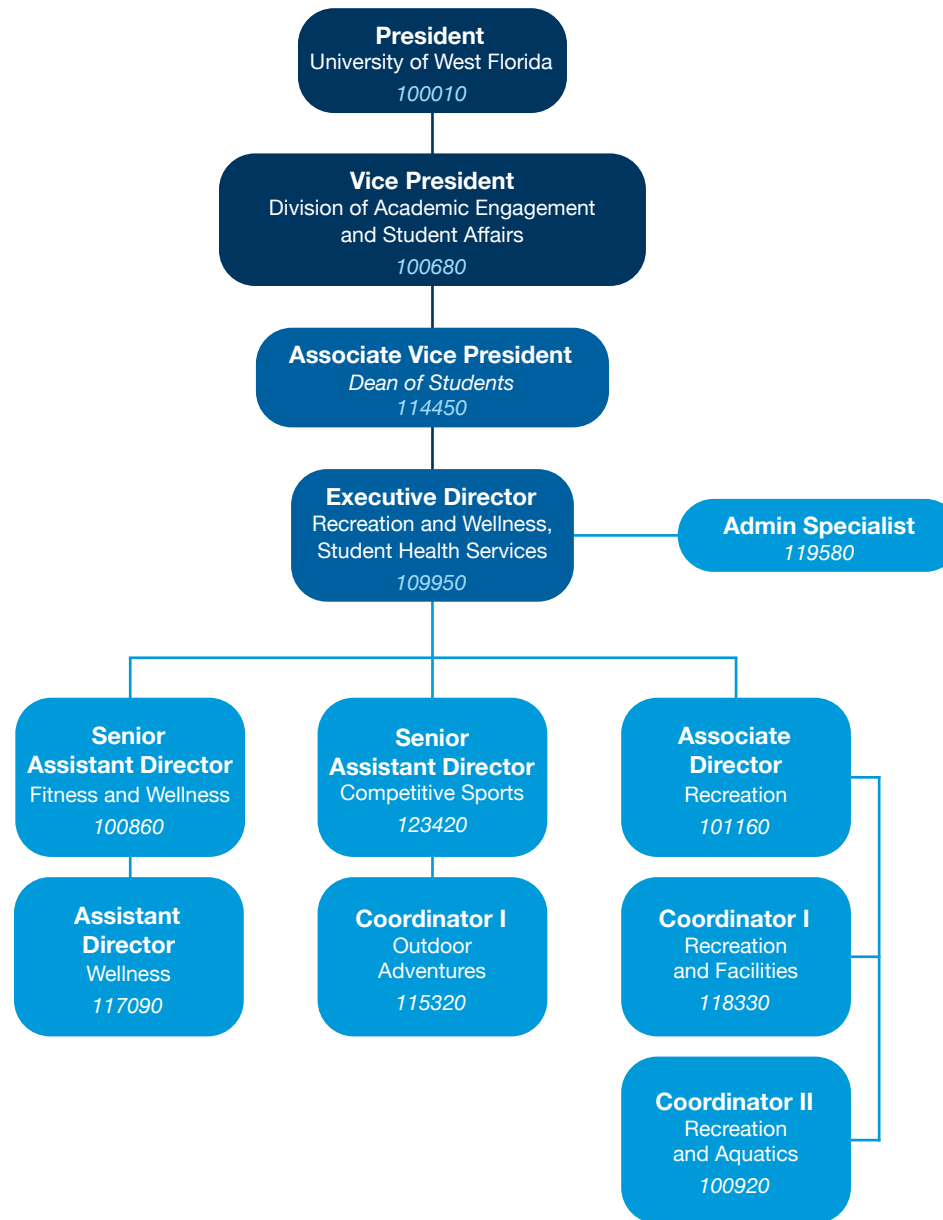 President
University of West Florida
100010
Vice President
Division of Academic Engagement
and Student Affairs
100680
Associate Vice President
Dean of Students
114450
Executive Director
Recreation and Wellness,
Student Health Services
109950
Admin Specialist
119580
Senior
Assistant Director
Fitness and Wellness
100860
Senior
Assistant Director
Competitive Sports
123420
Associate
Director
Recreation
101160
Assistant
Director
Wellness
117090
Coordinator I
Outdoor
Adventures
115320
Coordinator I
Recreation
and Facilities
118330
Coordinator II
Recreation
and Aquatics
100920